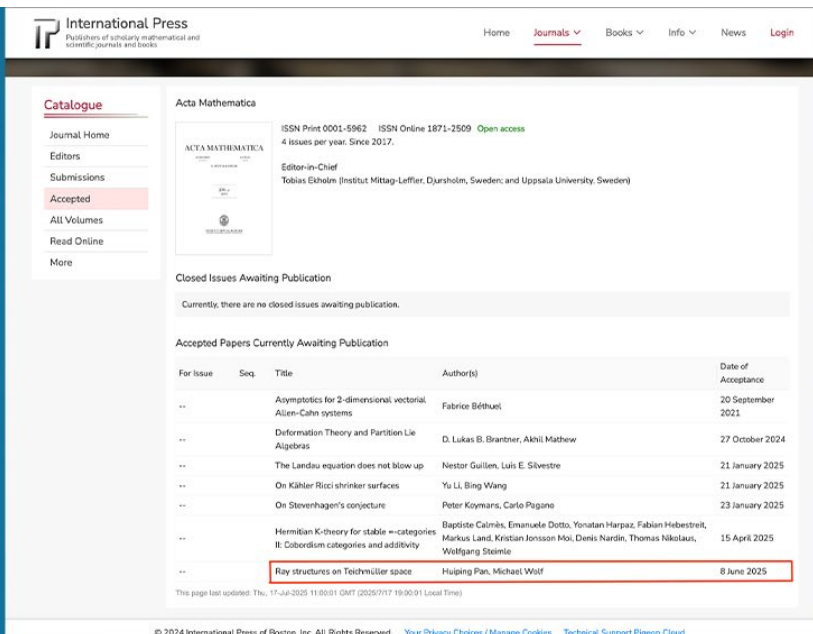 International Press
Publishers of scholarly mathematical and
scientific journals and books
Home Journals Books Info News Login
Catalogue
Journal Home
Editors
Submissions
Accepted
All Volumes
Read Online
More
Acta Mathematica
ACTA MATHEMATICA
ISSN Print 0001-5962 ISSN Online 1871-2509 Open access
4 issues per year. Since 2017.
Editor-in-Chief
Tobias Ekholm (Institut Mittag-Leffler, Djursholm, Sweden; and Uppsala University, Sweden)
Closed Issues Awaiting Publication
Currently, there are no closed issues awaiting publication.
Accepted Papers Currently Awaiting Publication
For Issue Seq. Title Author(s) Date of Acceptance
-- Asymptotics for 2-dimensional vectorial Fabrice Béthuel 20 September
Allen-Cahn systems 2021
-- Deformation Theory and Partition Lie D. Lukas B. Brantner, Akhil Mathew 27 October 2024
Algebras
-- The Landau equation does not blow up Nestor Guillen, Luis E. Silvestre 21 January 2025
-- On Kähler Ricci shrinker surfaces Yu Li, Bing Wang 21 January 2025
-- On Stevenhagen's conjecture Peter Koymans, Carlo Pagano 23 January 2025
-- Hermitian K-theory for stable ∞-categories Baptiste Calmès, Emanuele Dotto, Yonatan Harpaz, Fabian Hebestreit, 15 April 2025
II: Cobordism categories and additivity Markus Land, Kristian Jonsson Moi, Denis Nardin, Thomas Nikolaus,
Wolfgang Steimle
-- Ray structures on Teichmüller space Huiping Pan, Michael Wolf 8 June 2025
This page last updated: Thu, 17-Jul-2025 11:00:01 GMT (2025/7/17 19:00:01 Local Time)
© 2024 International Press of Boston, Inc. All Rights Reserved. Your Privacy Choices / Manage Cookies Technical Support Pigeon Cloud